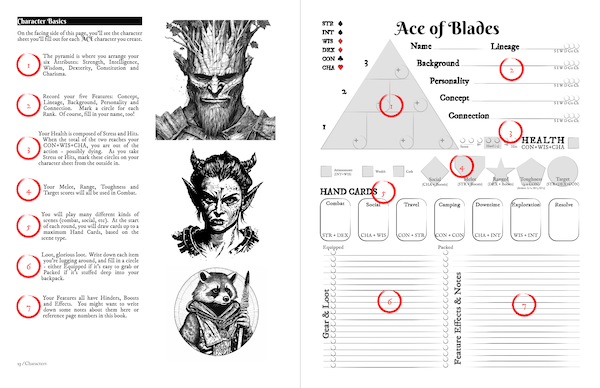 Character Basics
On the facing side of this page, you'll see the character
sheet you'll fill out for each ACA character you create.
1
The pyramid is where you arrange your
six Attributes: Strength, Intelligence,
Wisdom, Dexterity, Constitution and
Charisma.
2
Record your five Features: Concept,
Lineage, Background, Personality and
Connection. Mark a circle for each
Rank. Of course, fill in your name, too!
3
Your Health is composed of Stress and Hits.
When the total of the two reaches your
CON+WIS+CHA, you are out of the
action - possibly dying. As you take
Stress or Hits, mark these circles on your
character sheet from the outside in.
4
Your Melee, Range, Toughness and
Target scores will all be used in Combat.
5
You will play many different kinds of
scenes (combat, social, etc). At the start
of each round, you will draw cards up to a
maximum Hand Cards, based on the
scene type.
6
Loot, glorious loot. Write down each item
you're lugging around, and fill in a circle
- either Equipped if it's easy to grab or
Packed if it's stuffed deep into your
backpack.
7
Your Features all have Hinders, Boosts
and Effects. You might want to write
down some notes about them here or
reference page numbers in this book.
24 / Characters
Ace of Blades
STR ♠
INT ♠
WIS ♦
DEX ♦
CON ♣
CHA ♥
3
2
1
1
Name
Lineage
Background
2
Personality
Concept
Connection
3
HEALTH
CON+WIS+CHA
4
Social
Melee
Ranged
Toughness
Target
HAND CARDS
5
Combat
Social
Travel
Camping
Downtime
Exploration
Resolve
STR + DEX
CHA + WIS
CON + STR
CON + CON
CHA + INT
WIS + INT
Equipped
Packed
Gear & Loot
6
Feature Effects & Notes
7